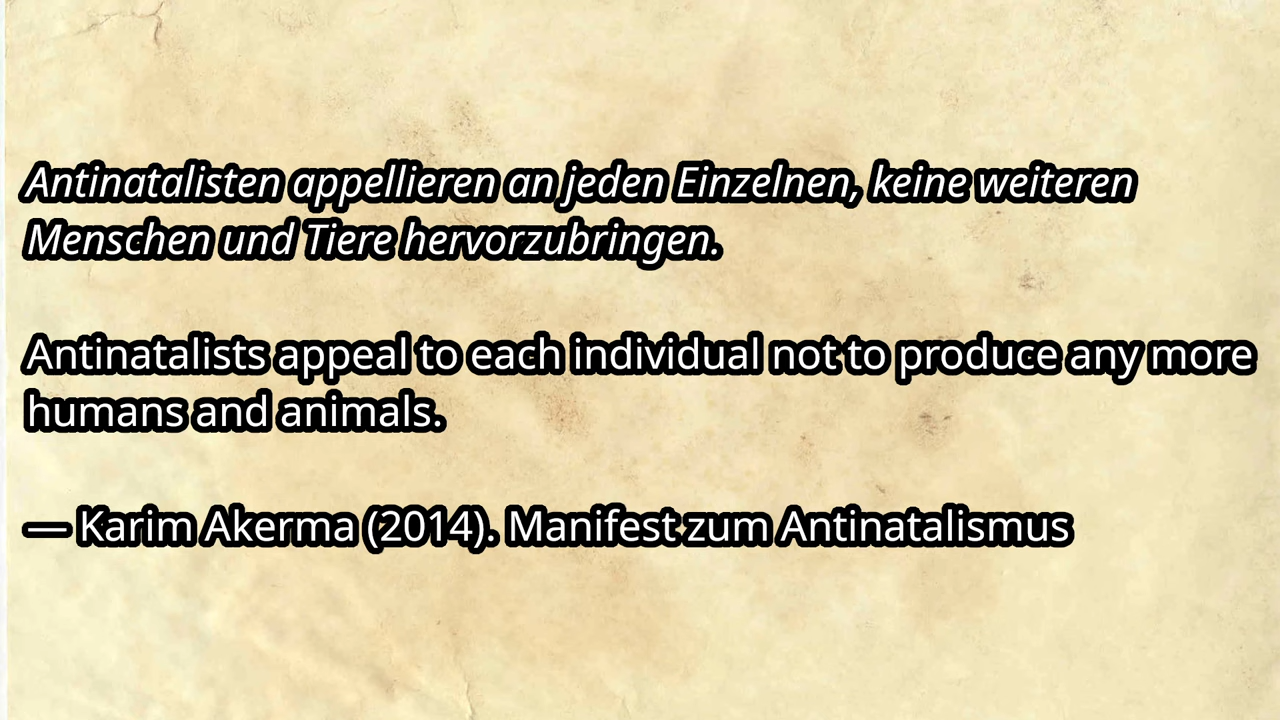 Antinatalisten appellieren an jeden Einzelnen, keine weiteren
Menschen und Tiere hervorzubringen.
Antinatalists appeal to each individual not to produce any more
humans and animals.
— Karim Akerma (2014). Manifest zum Antinatalismus